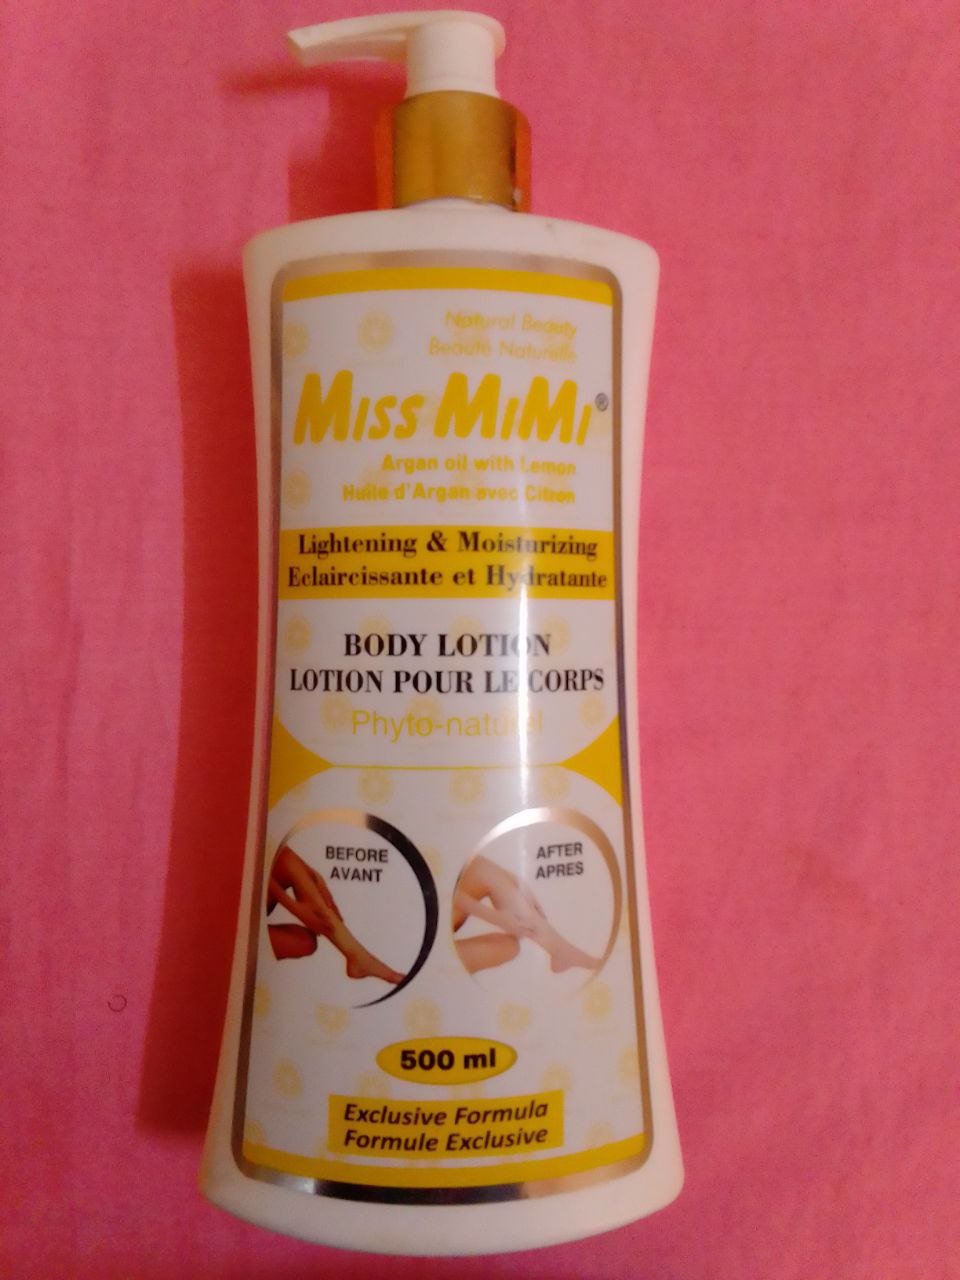 Natural Beauty
Beauté Naturelle
MISS MIMI®
Argan oil with Lemon
Huile d'Argan avec Citron
Lightening & Moisturizing
Eclaircissante et Hydratante
BODY LOTION
LOTION POUR LE CORPS
Phyto-naturel
BEFORE
AVANT
AFTER
APRES
500 ml
Exclusive Formula
Formule Exclusive